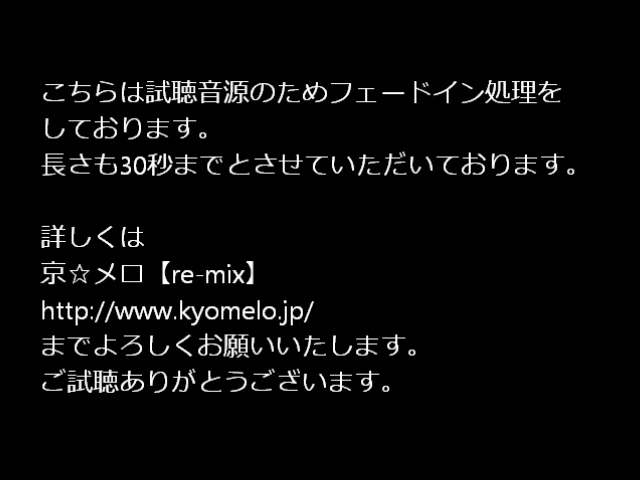 こちらは試聴音源のためフェードイン処理を
しております。
長さも30秒までとさせていただいております。
詳しくは
京☆メロ【re-mix】
http://www.kyomelo.jp/
までよろしくお願いいたします。
ご試聴ありがとうございます。